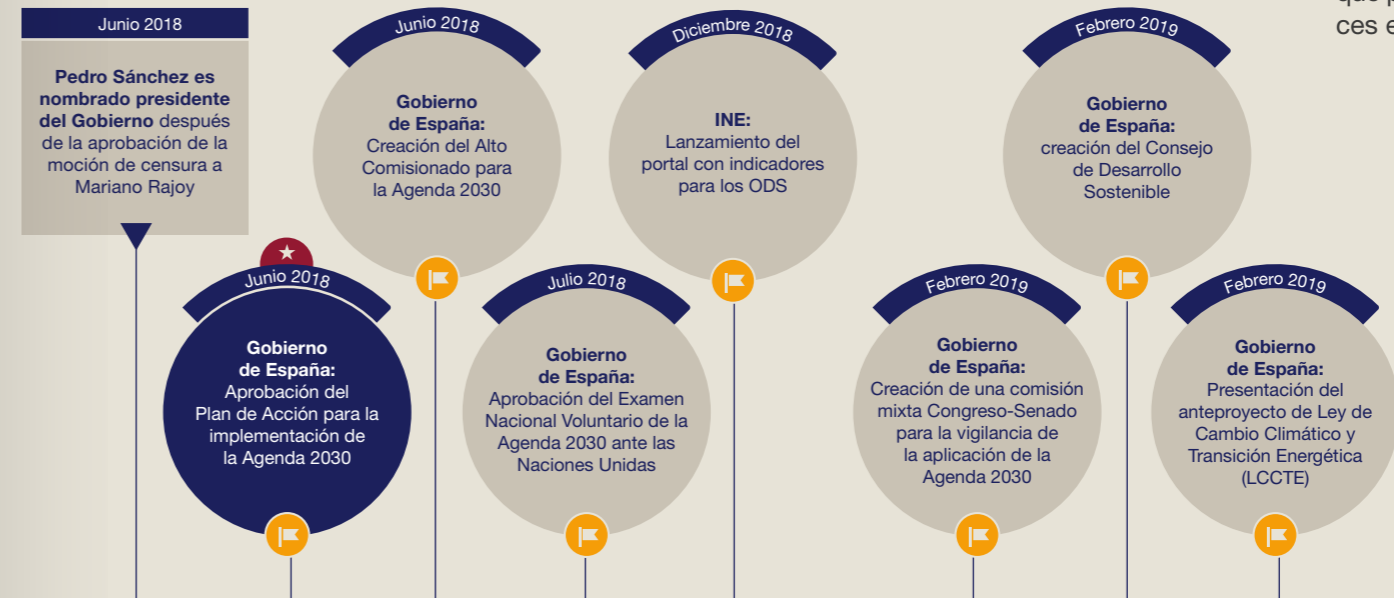 Junio 2018
Pedro Sánchez es
nombrado presidente
del Gobierno después
de la aprobación de la
moción de censura a
Mariano Rajoy
Junio 2018
Gobierno
de España:
Aprobación del
Plan de Acción para la
implementación de
la Agenda 2030
Junio 2018
Gobierno
de España:
Creación del Alto
Comisionado para
la Agenda 2030
Julio 2018
Gobierno
de España:
Aprobación del Examen
Nacional Voluntario de la
Agenda 2030 ante las
Naciones Unidas
Diciembre 2018
INE:
Lanzamiento del
portal con indicadores
para los ODS
Febrero 2019
Gobierno
de España:
Creación de una comisión
mixta Congreso-Senado
para la vigilancia de
la aplicación de la
Agenda 2030
Febrero 2019
Gobierno
de España:
creación del Consejo
de Desarrollo
Sostenible
Febrero 2019
Gobierno
de España:
Presentación del
anteproyecto de Ley de
Cambio Climático y
Transición Energética
(LCCTE)
ces e